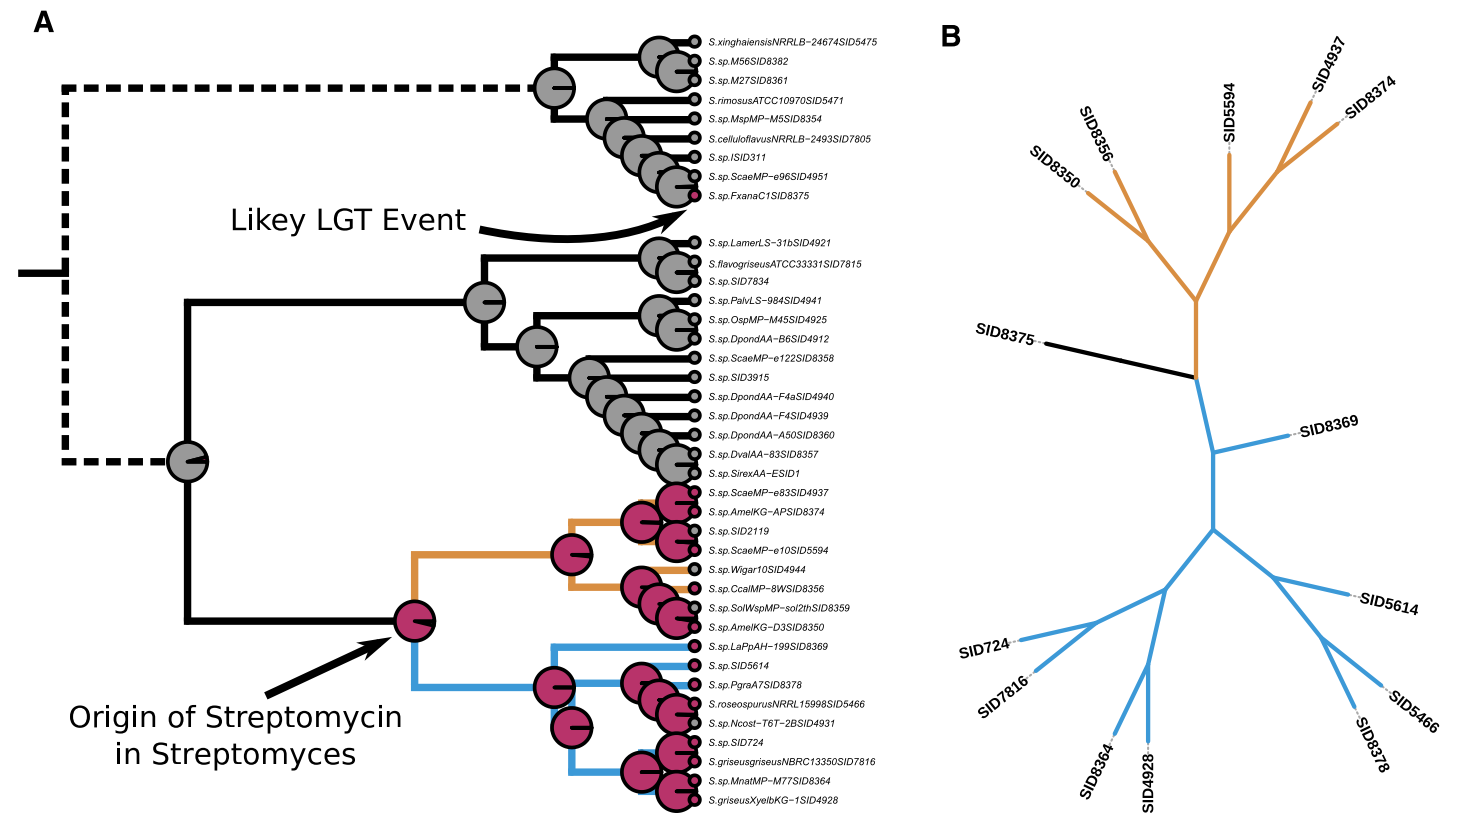 A
S.xinghaiensisNRRLB−24674SID5475
S.sp.M56SID8382
S.sp.M27SID8361
S.rimosusATCC10970SID5471
S.sp.MspMP−M5SID8354
S.celluloflavusNRRLB−2493SID7805
S.sp.ISID311
S.sp.ScaeMP−e96SID4951
S.sp.FxanaC1SID8375
Likey LGT Event
S.sp.LamerLS−31bSID4921
S.flavogriseusATCC33331SID7815
S.sp.SID7834
S.sp.PalvLS−984SID4941
S.sp.OspMP−M45SID4925
S.sp.DpondAA−B6SID4912
S.sp.ScaeMP−e122SID8358
S.sp.SID3915
S.sp.DpondAA−F4aSID4940
S.sp.DpondAA−F4SID4939
S.sp.DpondAA−A50SID8360
S.sp.DvalAA−83SID8357
S.sp.SirexAA−ESID1
S.sp.ScaeMP−e83SID4937
S.sp.AmelKG−APSID8374
S.sp.SID2119
S.sp.ScaeMP−e10SID5594
S.sp.Wigar10SID4944
S.sp.CcalMP−8WSID8356
S.sp.SolWspMP−sol2thSID8359
S.sp.AmelKG−D3SID8350
S.sp.LaPpAH−199SID8369
S.sp.SID5614
S.sp.PgraA7SID8378
S.roseospurusNRRL15998SID5466
S.sp.Ncost−T6T−2BSID4931
S.sp.SID724
S.griseusgriseusNBRC13350SID7816
S.sp.MnatMP−M77SID8364
S.griseusXyelbKG−1SID4928
Origin of Streptomycin
in Streptomyces
B
SID4937
SID8374
SID5594
SID8356
SID8350
SID8375
SID8369
SID5614
SID5466
SID8378
SID4928
SID8364
SID7816
SID724